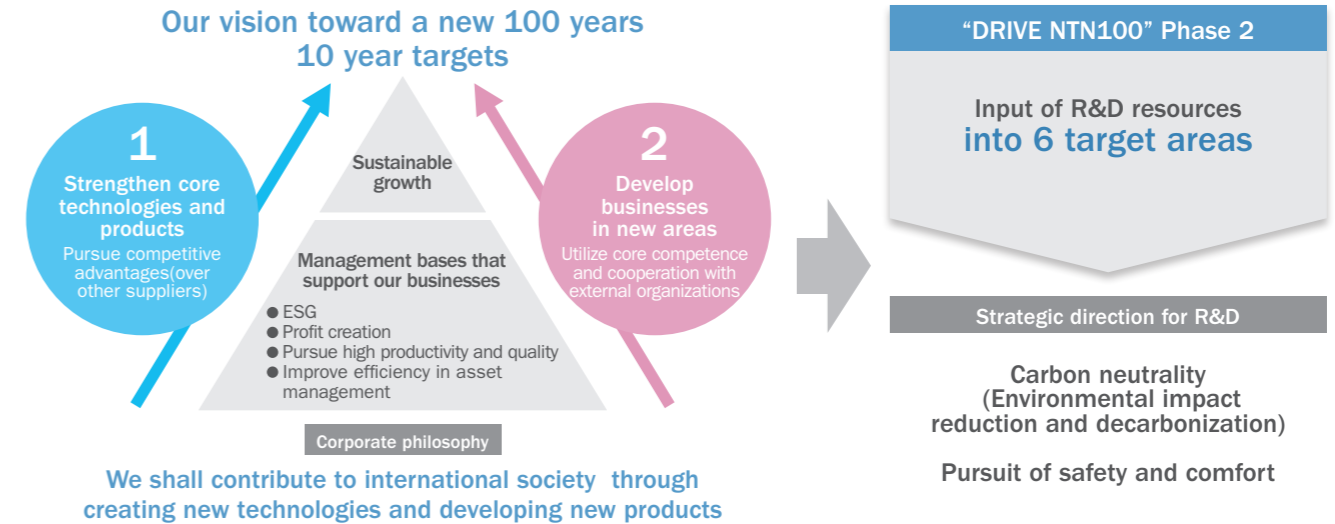 Our vision toward a new 100 years
10 year targets
1
Strengthen core
technologies and
products
Pursue competitive
advantages(over
other suppliers)
Sustainable
growth
Management bases that
support our businesses
● ESG
● Profit creation
● Pursue high productivity and quality
● Improve efficiency in asset
management
2
Develop
businesses
in new areas
Utilize core competence
and cooperation with
external organizations
Corporate philosophy
We shall contribute to international society through
creating new technologies and developing new products
“DRIVE NTN100” Phase 2
Input of R&D resources
into 6 target areas
Strategic direction for R&D
Carbon neutrality
(Environmental impact
reduction and decarbonization)
Pursuit of safety and comfort